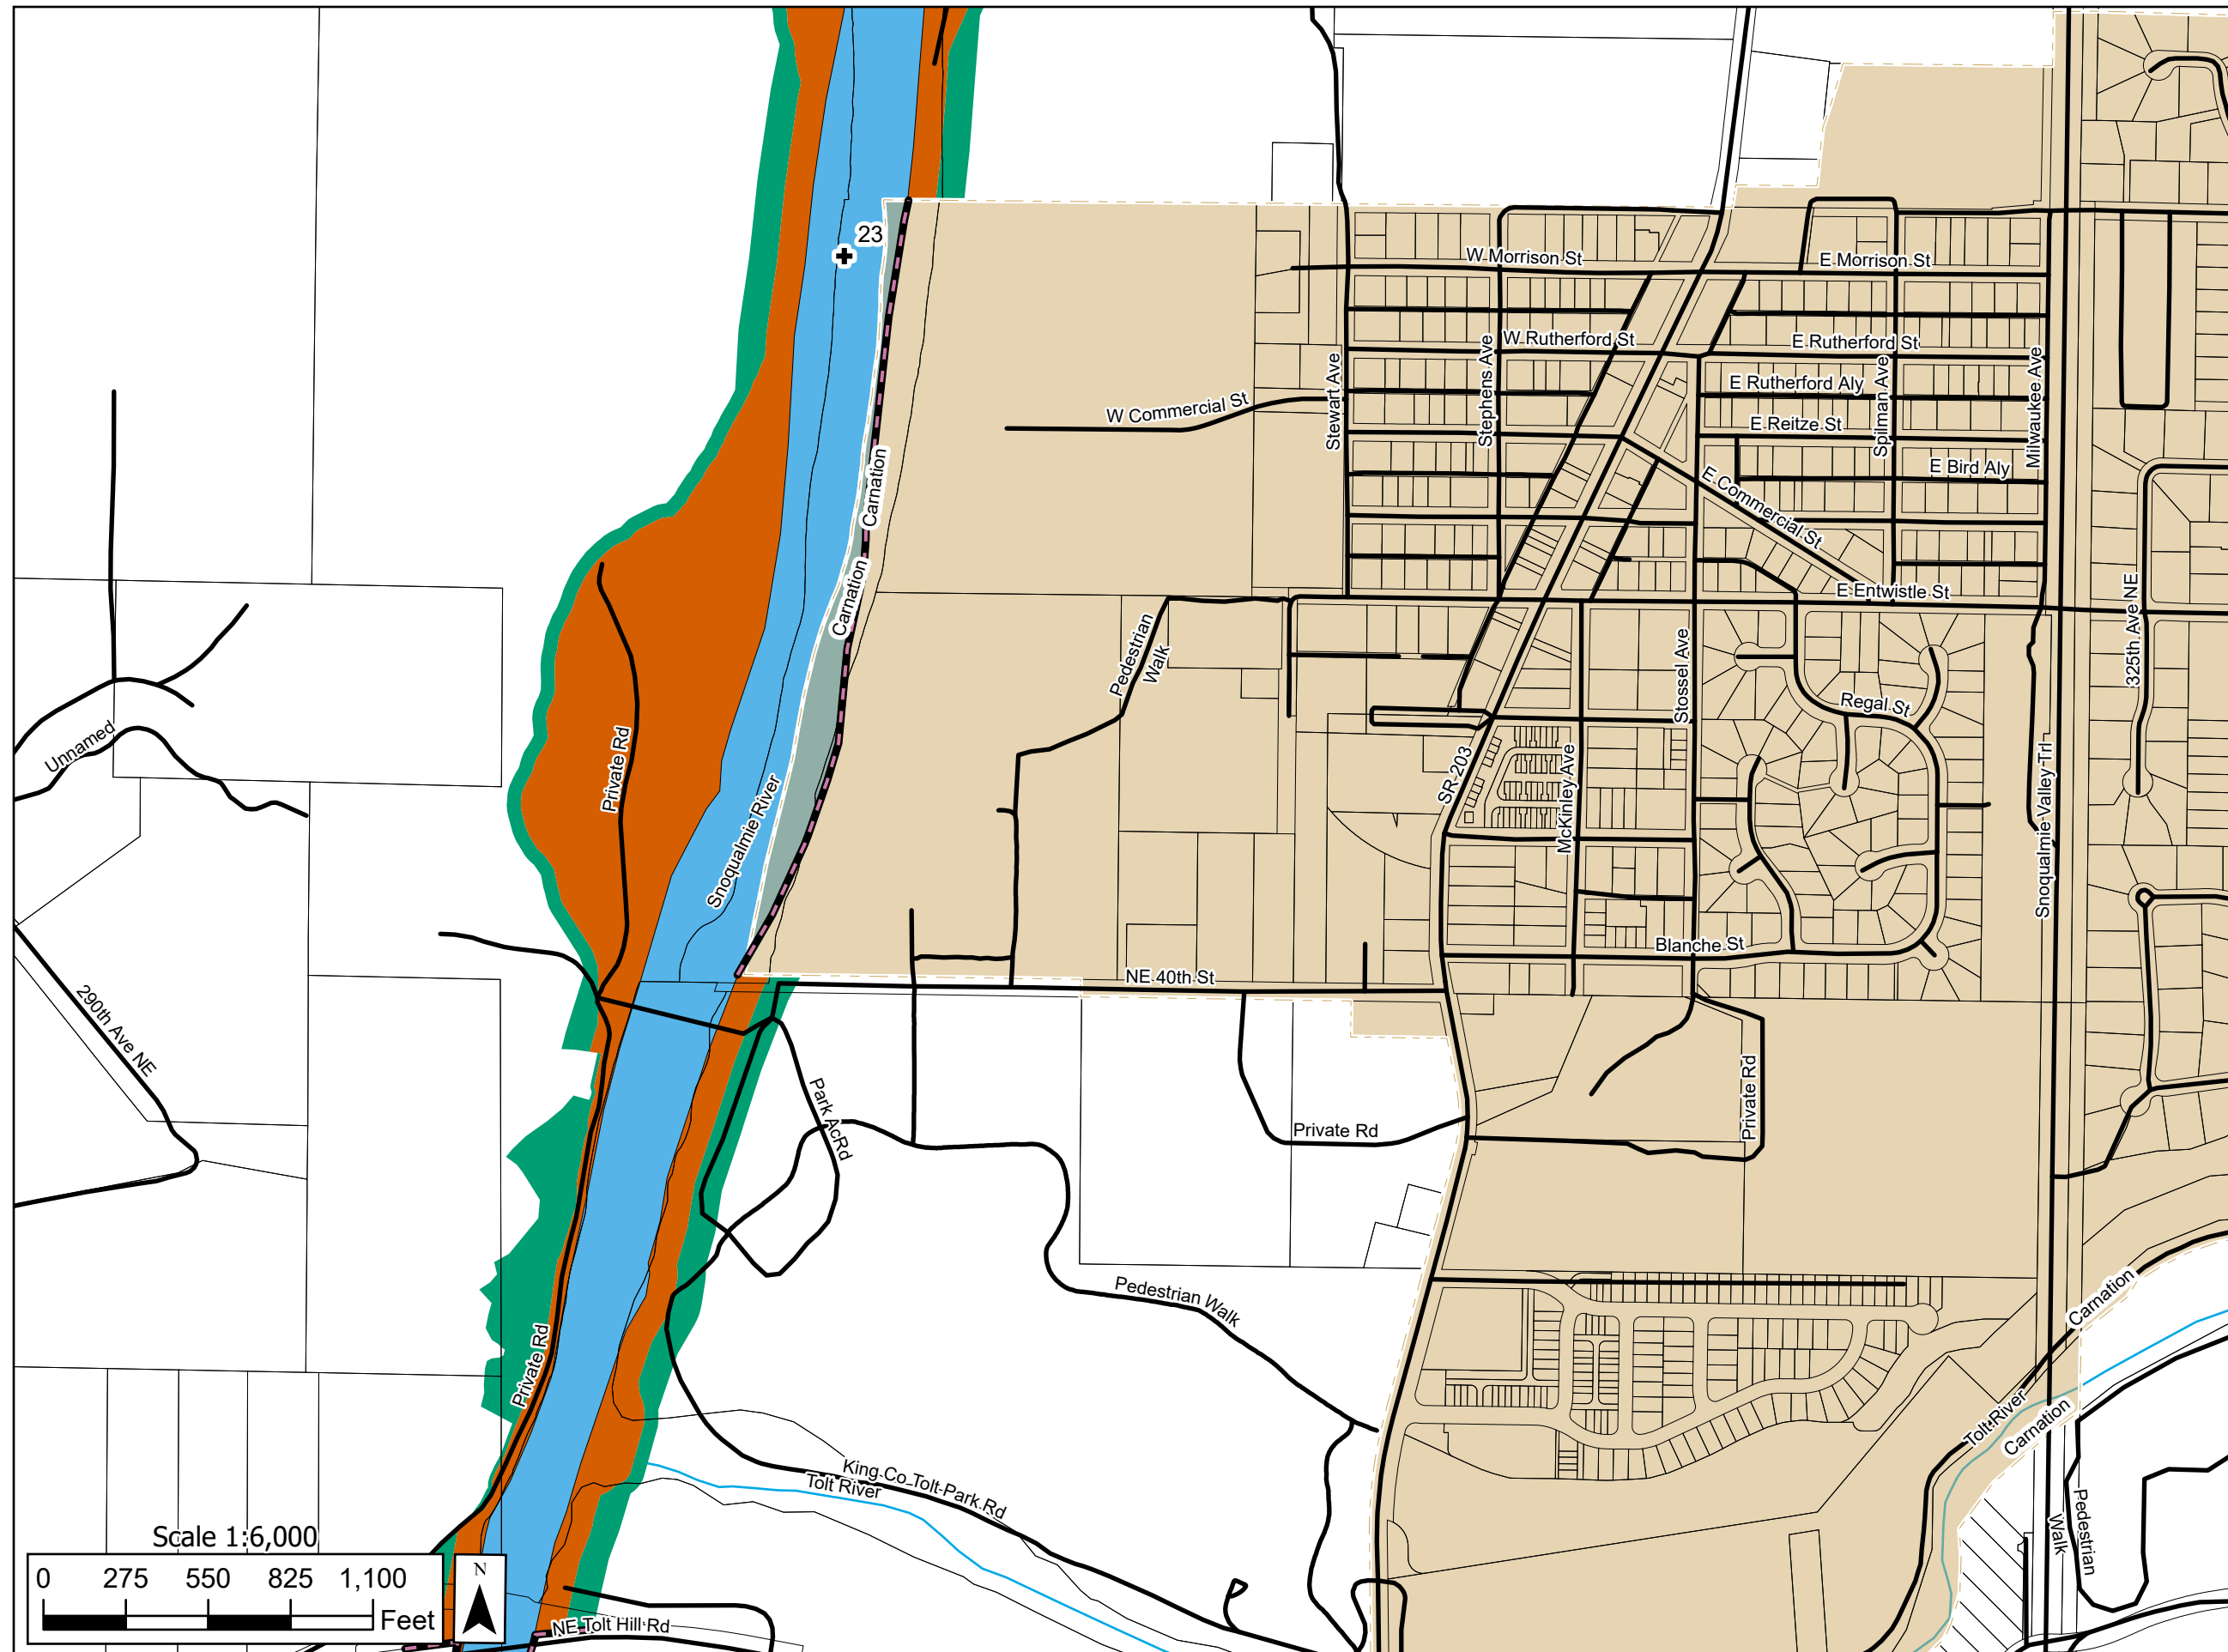 23
W Morrison St
E Morrison St
W Rutherford St
E Rutherford St
Stewart Ave
Stephens Ave
E Rutherford Aly
Spilman Ave
Milwaukee Ave
W Commercial St
E Reitze St
E Bird Aly
E Commercial St
Carnation
Carnation
E Entwistle St
325th Ave NE
Pedestrian
Walk
Stossel Ave
Regal St
Unnamed
Private Rd
Snoqualmie River
SR-203
McKinley Ave
Snoqualmie Valley Trl
Blanche St
NE 40th St
290th Ave NE
Park AcRd
Private Rd
Private Rd
Pedestrian Walk
Carnation
Private Rd
Tolt River
Carnation
King Co Tolt Park Rd
Tolt River
Pedestrian
Walk
Scale 1:6,000
0 275 550 825 1,100
Feet
N
NE Tolt Hill Rd